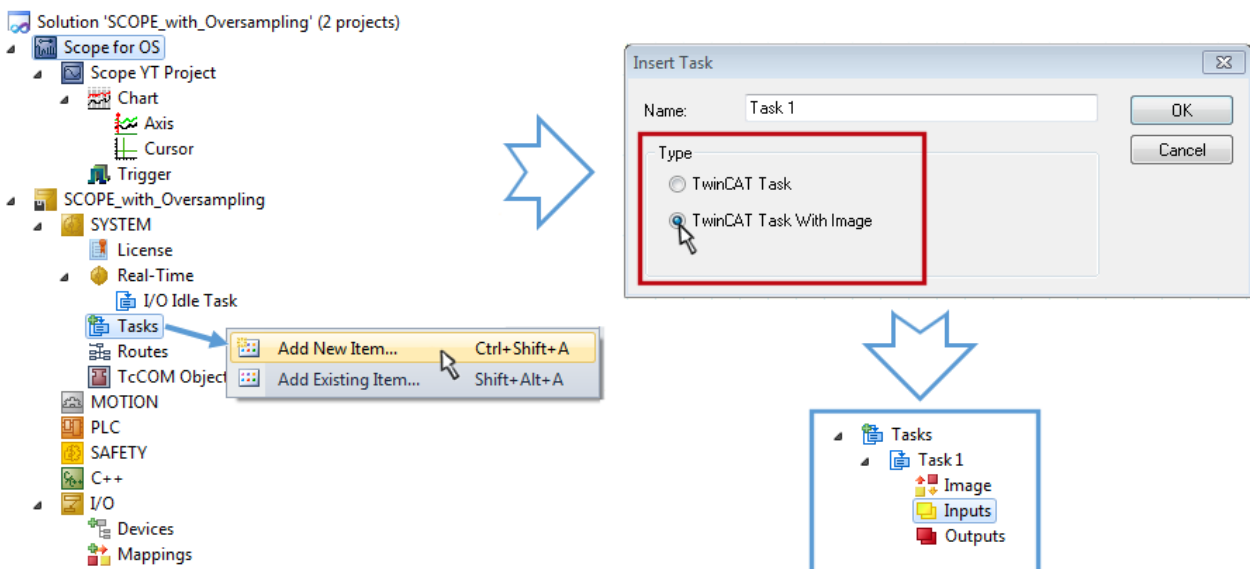 Solution 'SCOPE_with_Oversampling' (2 projects)
Scope for OS
Scope YT Project
Chart
Axis
Cursor
Trigger
SCOPE_with_Oversampling
SYSTEM
License
Real-Time
I/O Idle Task
Tasks
Routes
TcCOM Object
MOTION
PLC
SAFETY
C++
I/O
Devices
Mappings
Add New Item... Ctrl+Shift+A
Add Existing Item... Shift+Alt+A
Insert Task
Name: Task 1
OK
Cancel
Type
TwinCAT Task
TwinCAT Task With Image
Tasks
Task 1
Image
Inputs
Outputs